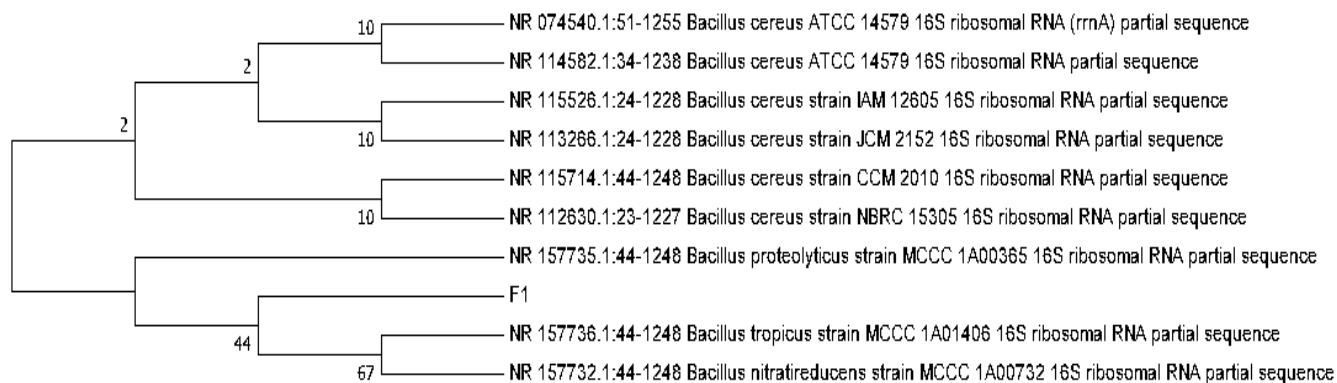 10
NR 074540.1:51-1255 Bacillus cereus ATCC 14579 16S ribosomal RNA (rrnA) partial sequence
2
NR 114582.1:34-1238 Bacillus cereus ATCC 14579 16S ribosomal RNA partial sequence
NR 115526.1:24-1228 Bacillus cereus strain IAM 12605 16S ribosomal RNA partial sequence
2
10
NR 113266.1:24-1228 Bacillus cereus strain JCM 2152 16S ribosomal RNA partial sequence
NR 115714.1:44-1248 Bacillus cereus strain CCM 2010 16S ribosomal RNA partial sequence
10
NR 112630.1:23-1227 Bacillus cereus strain NBRC 15305 16S ribosomal RNA partial sequence
NR 157735.1:44-1248 Bacillus proteolyticus strain MCCC 1A00365 16S ribosomal RNA partial sequence
F1
44
NR 157736.1:44-1248 Bacillus tropicus strain MCCC 1A01406 16S ribosomal RNA partial sequence
67
NR 157732.1:44-1248 Bacillus nitratireducens strain MCCC 1A00732 16S ribosomal RNA partial sequence